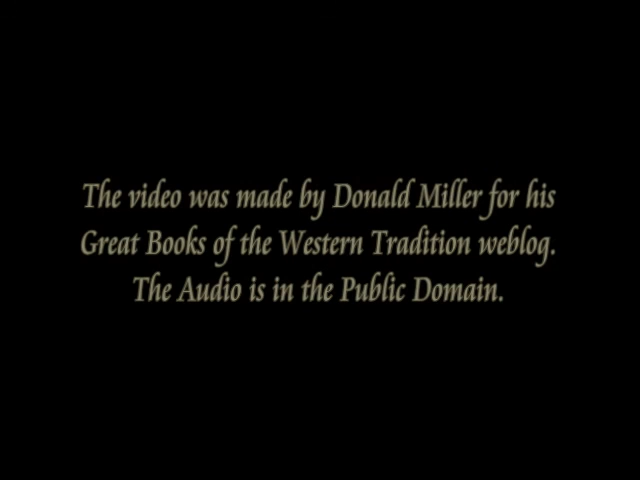 The video was made by Donald Miller for his
Great Books of the Western Tradition weblog.
The Audio is in the Public Domain.